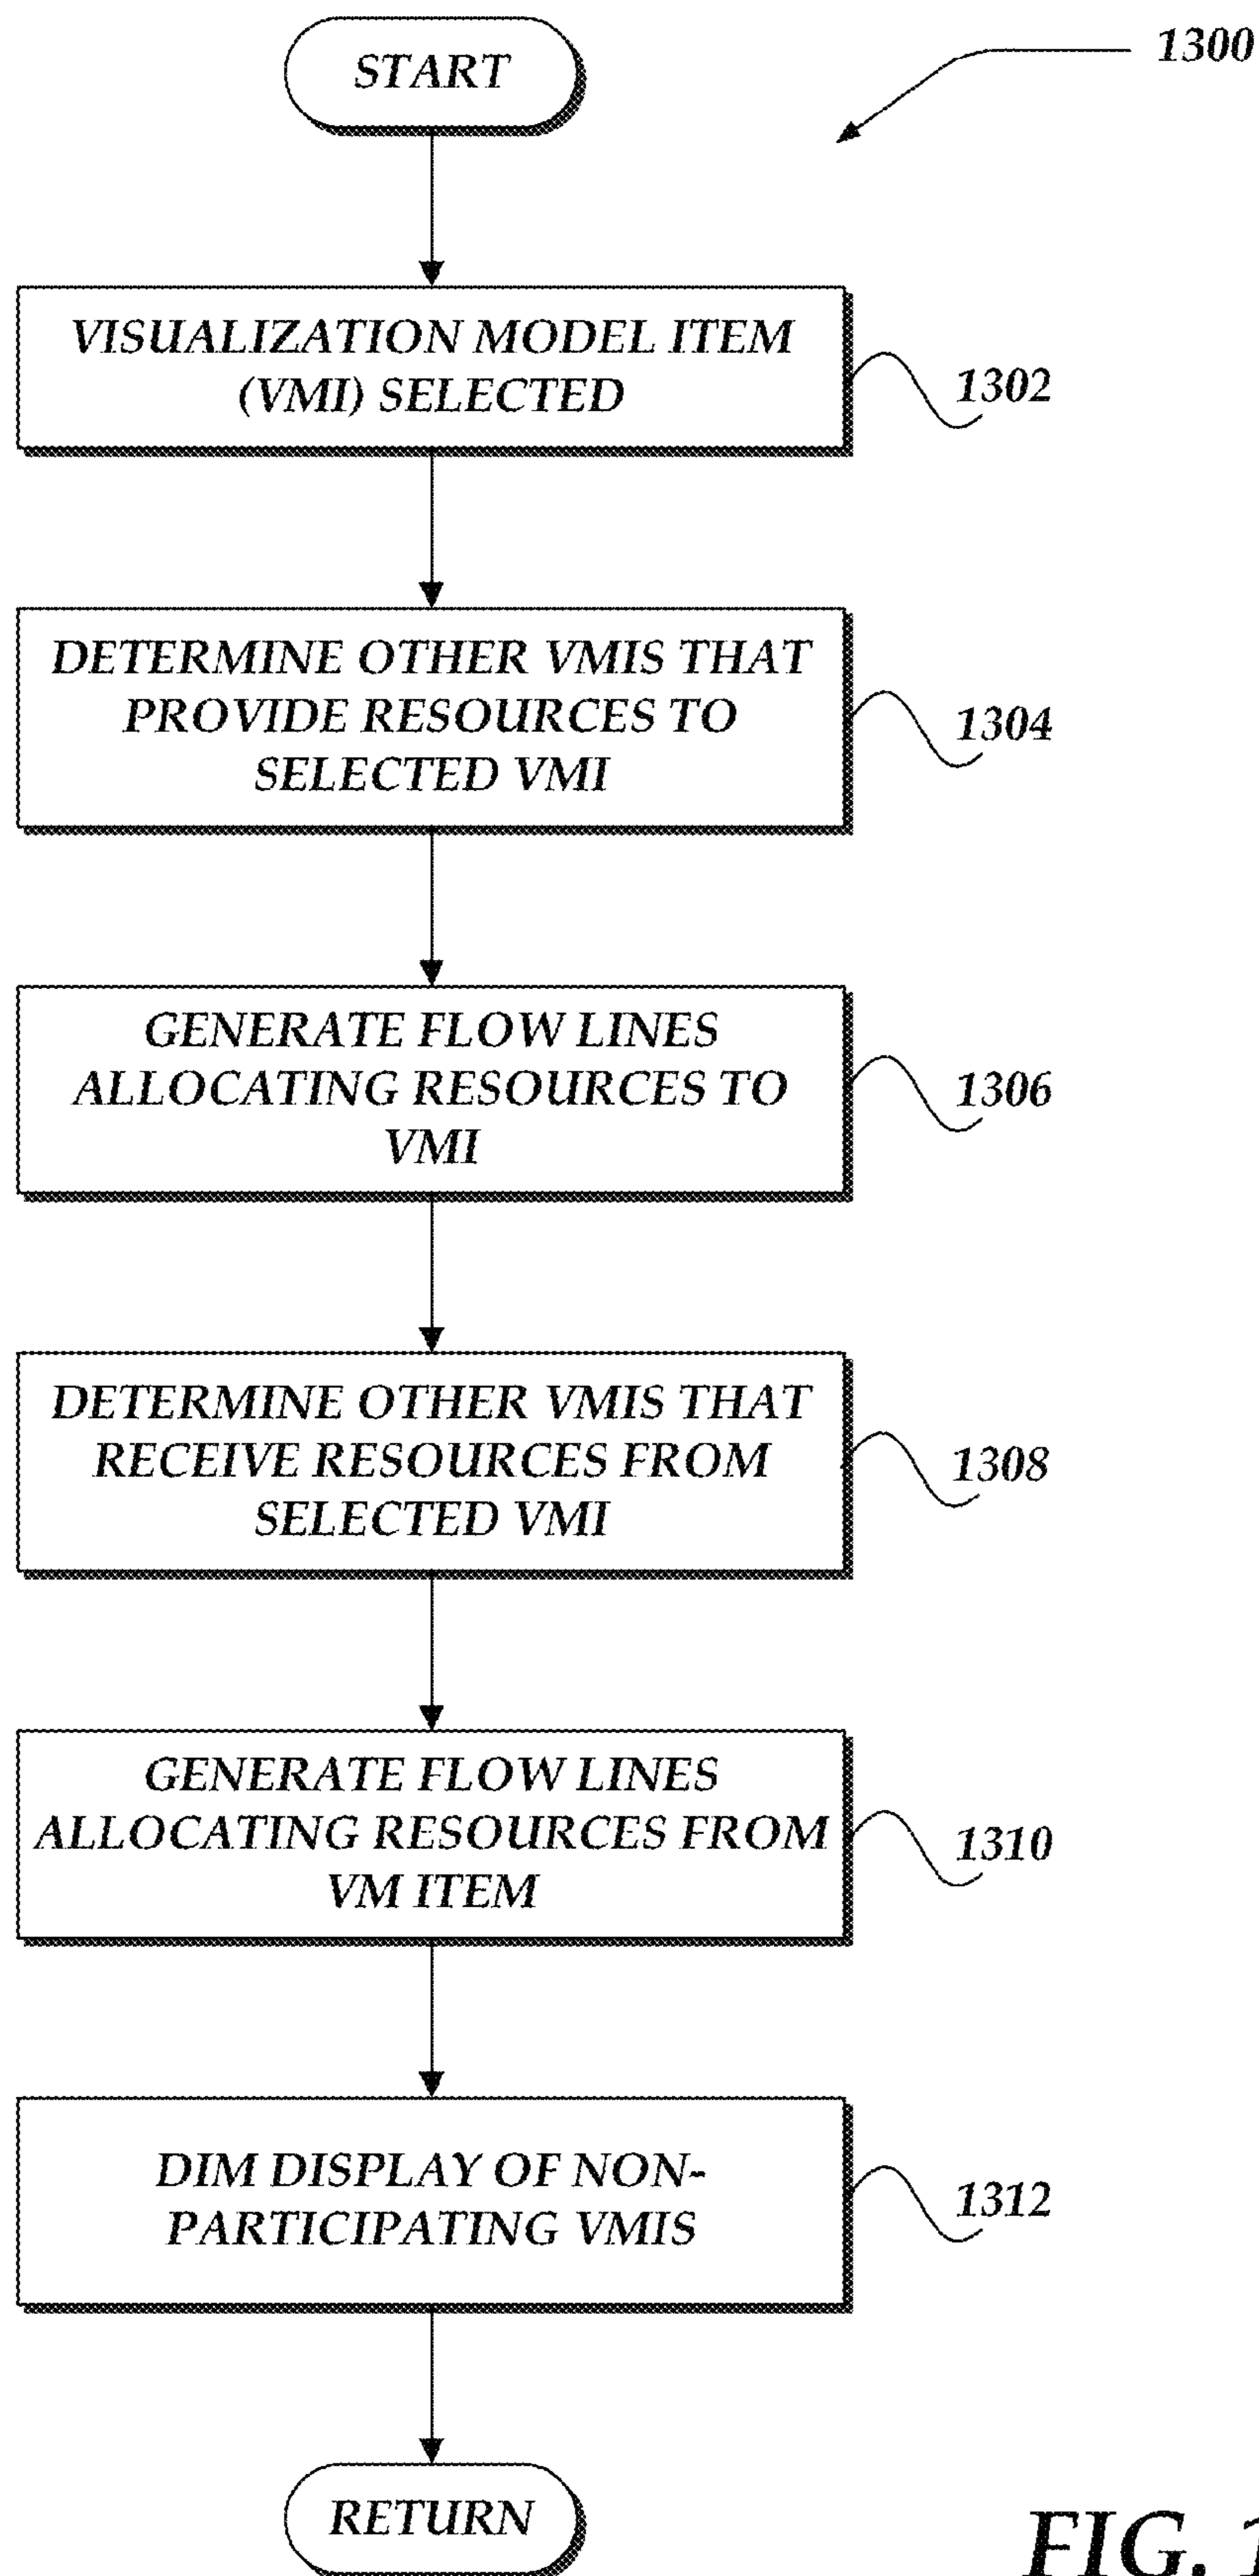 START
1300
VISUALIZATION MODEL ITEM
(VMI) SELECTED
1302
DETERMINE OTHER VMIS THAT
PROVIDE RESOURCES TO
SELECTED VMI
1304
GENERATE FLOW LINES
ALLOCATING RESOURCES TO
VMI
1306
DETERMINE OTHER VMIS THAT
RECEIVE RESOURCES FROM
SELECTED VMI
1308
GENERATE FLOW LINES
ALLOCATING RESOURCES FROM
VM ITEM
1310
DIM DISPLAY OF NON-
PARTICIPATING VMIS
1312
RETURN
FIG.